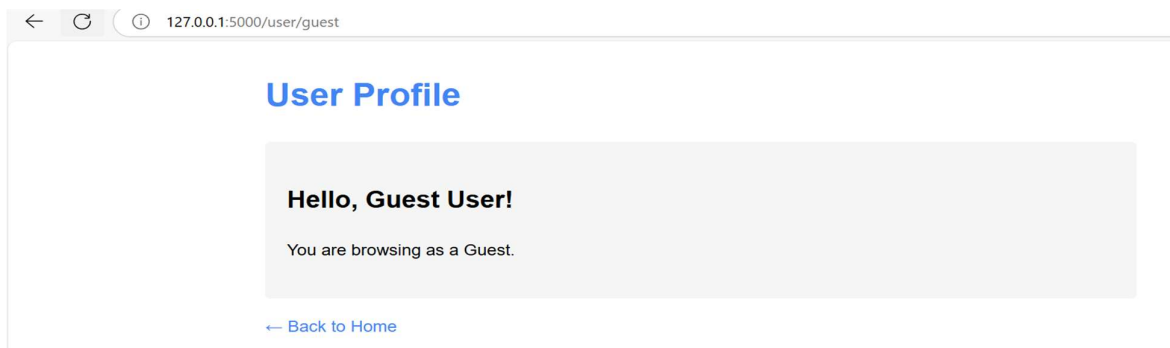 127.0.0.1:5000/user/guest
User Profile
Hello, Guest User!
You are browsing as a Guest.
← Back to Home